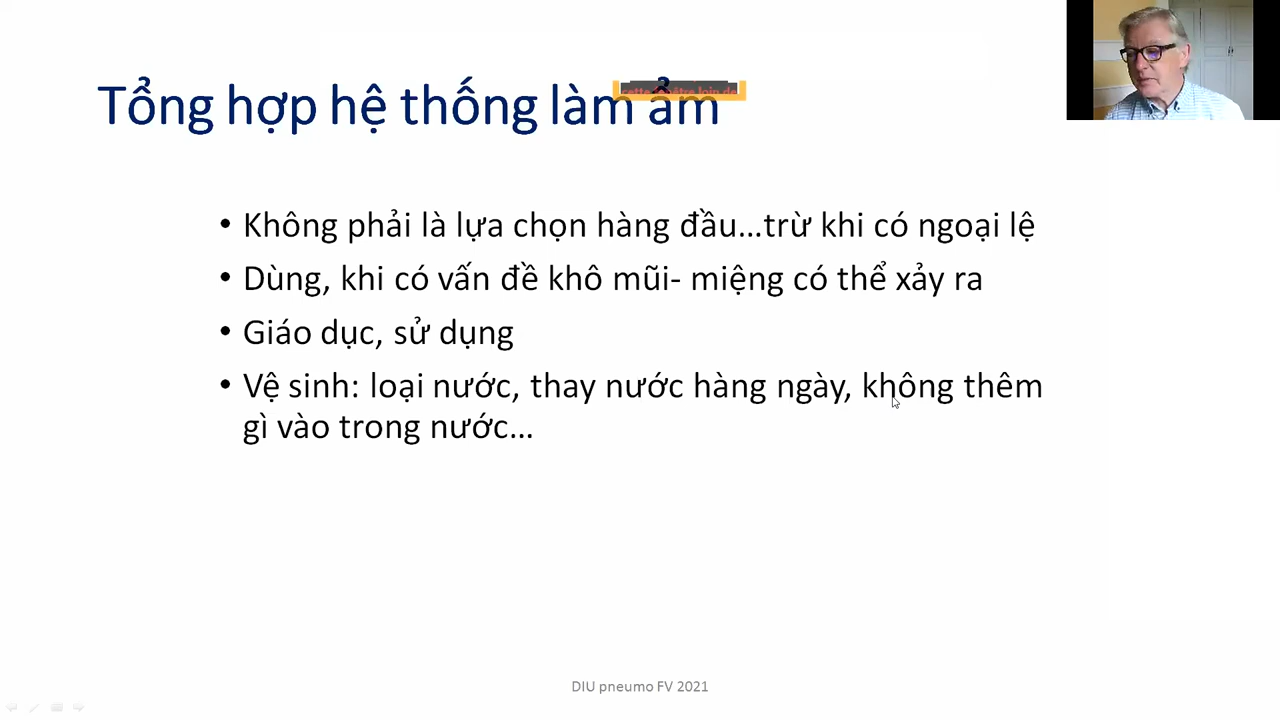 Tổng hợp hệ thống làm ẩm
• Không phải là lựa chọn hàng đầu...trừ khi có ngoại lệ
• Dùng, khi có vấn đề khô mũi- miệng có thể xảy ra
• Giáo dục, sử dụng
• Vệ sinh: loại nước, thay nước hàng ngày, không thêm
gì vào trong nước...
DIU pneumo FV 2021